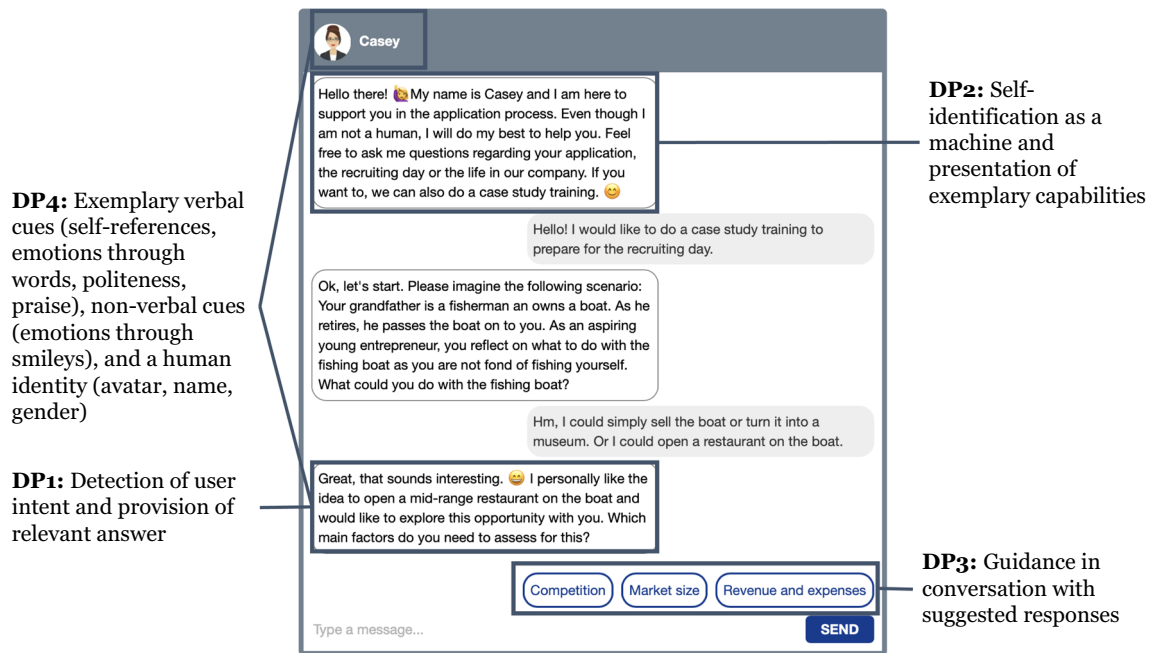 Casey
Hello there! 🙋‍♀️ My name is Casey and I am here to
support you in the application process. Even though I
am not a human, I will do my best to help you. Feel
free to ask me questions regarding your application,
the recruiting day or the life in our company. If you
want to, we can also do a case study training. 😊
Hello! I would like to do a case study training to
prepare for the recruiting day.
Ok, let's start. Please imagine the following scenario:
Your grandfather is a fisherman an owns a boat. As he
retires, he passes the boat on to you. As an aspiring
young entrepreneur, you reflect on what to do with the
fishing boat as you are not fond of fishing yourself.
What could you do with the fishing boat?
Hm, I could simply sell the boat or turn it into a
museum. Or I could open a restaurant on the boat.
Great, that sounds interesting. 😄 I personally like the
idea to open a mid-range restaurant on the boat and
would like to explore this opportunity with you. Which
main factors do you need to assess for this?
Competition
Market size
Revenue and expenses
Type a message...
SEND
DP4: Exemplary verbal
cues (self-references,
emotions through
words, politeness,
praise), non-verbal cues
(emotions through
smileys), and a human
identity (avatar, name,
gender)
DP1: Detection of user
intent and provision of
relevant answer
DP2: Self-
identification as a
machine and
presentation of
exemplary capabilities
DP3: Guidance in
conversation with
suggested responses